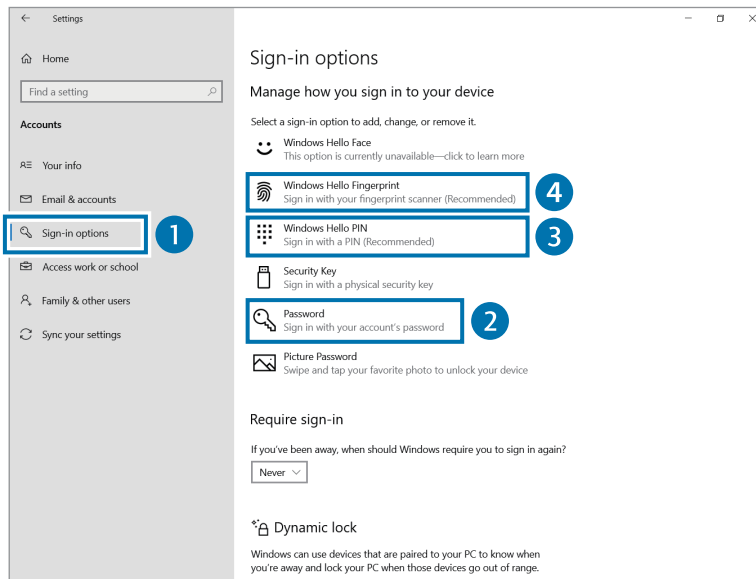 Settings
Home
Find a setting
Accounts
Your info
Email & accounts
Sign-in options
1
Access work or school
Family & other users
Sync your settings
Sign-in options
Manage how you sign in to your device
Select a sign-in option to add, change, or remove it.
Windows Hello Face
This option is currently unavailable—click to learn more
Windows Hello Fingerprint
Sign in with your fingerprint scanner (Recommended)
4
Windows Hello PIN
Sign in with a PIN (Recommended)
3
Security Key
Sign in with a physical security key
Password
Sign in with your account's password
2
Picture Password
Swipe and tap your favorite photo to unlock your device
Require sign-in
If you've been away, when should Windows require you to sign in again?
Never
Dynamic lock
Windows can use devices that are paired to your PC to know when
you're away and lock your PC when those devices go out of range.